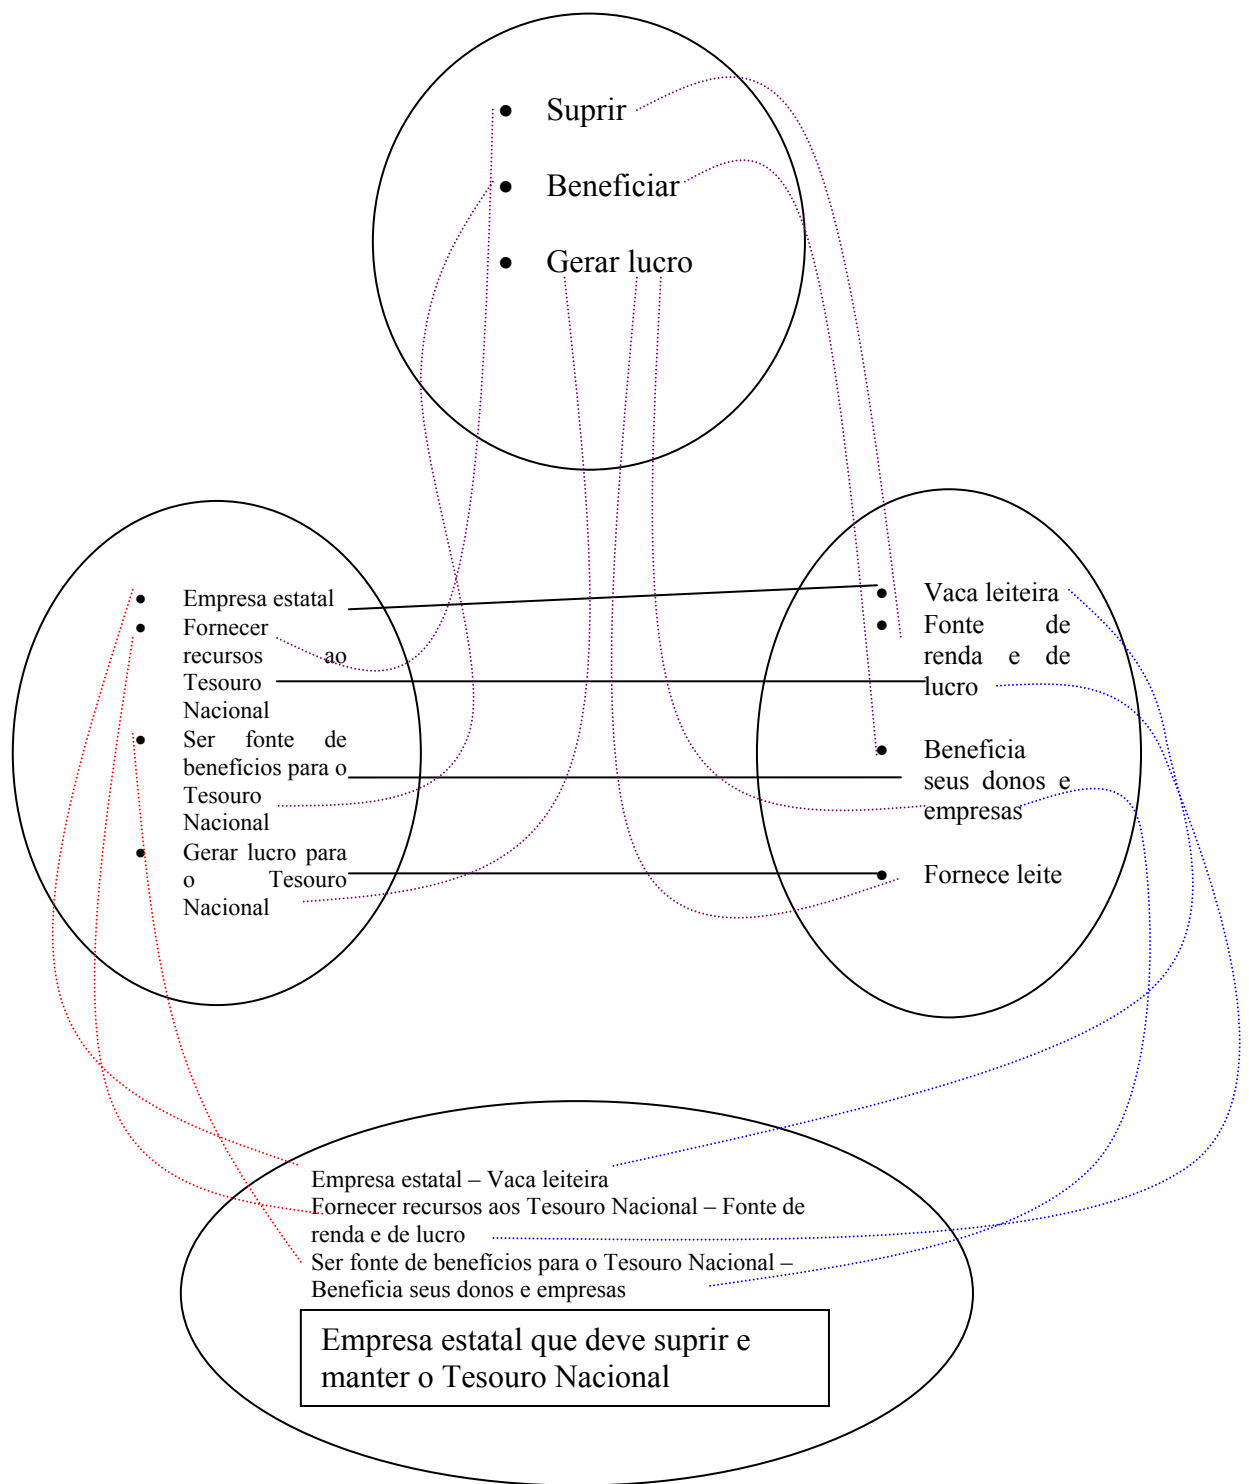 • Suprir
• Beneficiar
• Gerar lucro
• Empresa estatal
• Fornecer
recursos ao
Tesouro
Nacional
• Ser fonte de
benefícios para o
Tesouro
Nacional
• Gerar lucro para
o Tesouro
Nacional
• Vaca leiteira
• Fonte de
renda e de
lucro
• Beneficia
seus donos e
empresas
• Fornece leite
Empresa estatal – Vaca leiteira
Fornecer recursos aos Tesouro Nacional – Fonte de
renda e de lucro
Ser fonte de benefícios para o Tesouro Nacional –
Beneficia seus donos e empresas
Empresa estatal que deve suprir e
manter o Tesouro Nacional